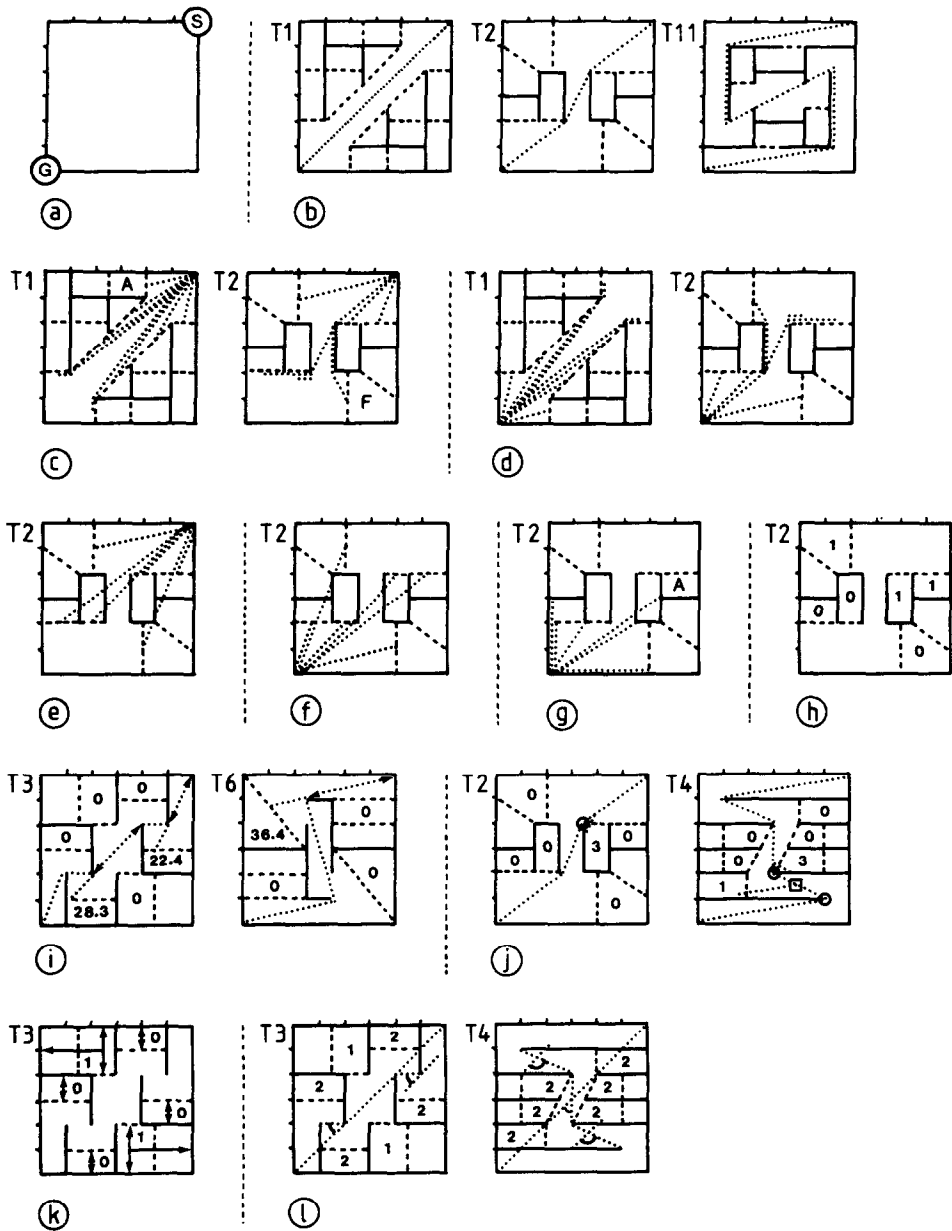 S
G
a
T1 T2 T11
b
T1 A T2 F
c
T1 T2
d
T2
e
T2
f
T2 A
g
T2 1 0 0 1 1 0
h
T3 0 0 0 22.4 28.3 0
T6 0 36.4 0 0
i
T2 0 0 0 3 0 0
j
T4 0 0 0 0 3 1
T3 0 1 0 0 1 0
k
T3 2 1 2 2 2 1
T4 2 2 2 2 2 2
l